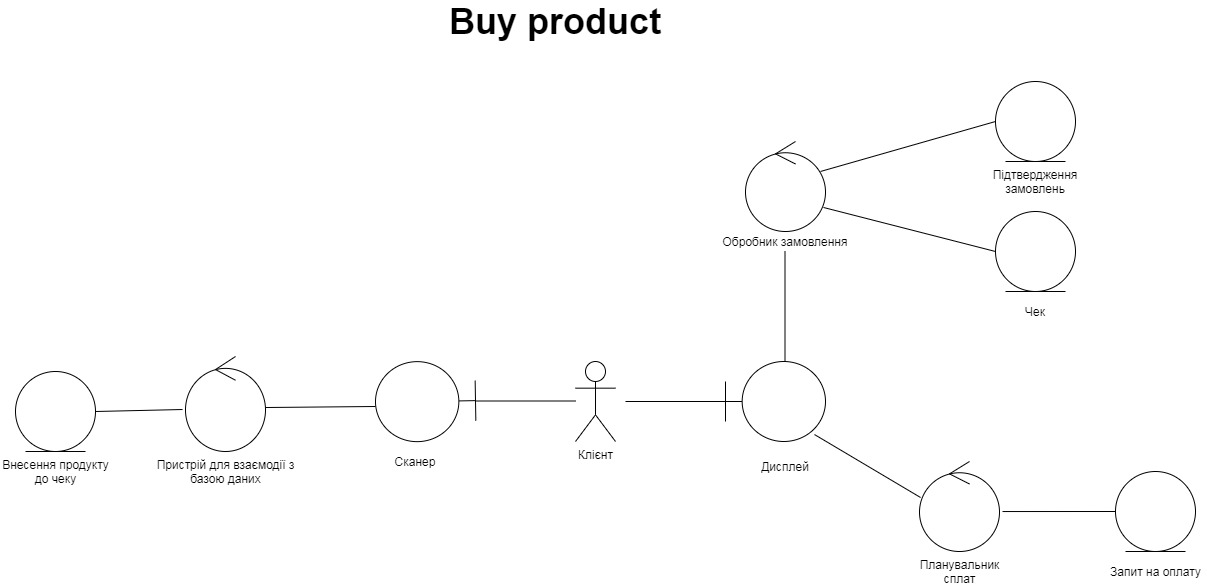 Buy product
Підтвердження
замовлень
Обробник замовлення
Чек
Внесення продукту
до чеку
Пристрій для взаємодії з
базою даних
Сканер
Клієнт
Дисплей
Планувальник
сплат
Запит на оплату